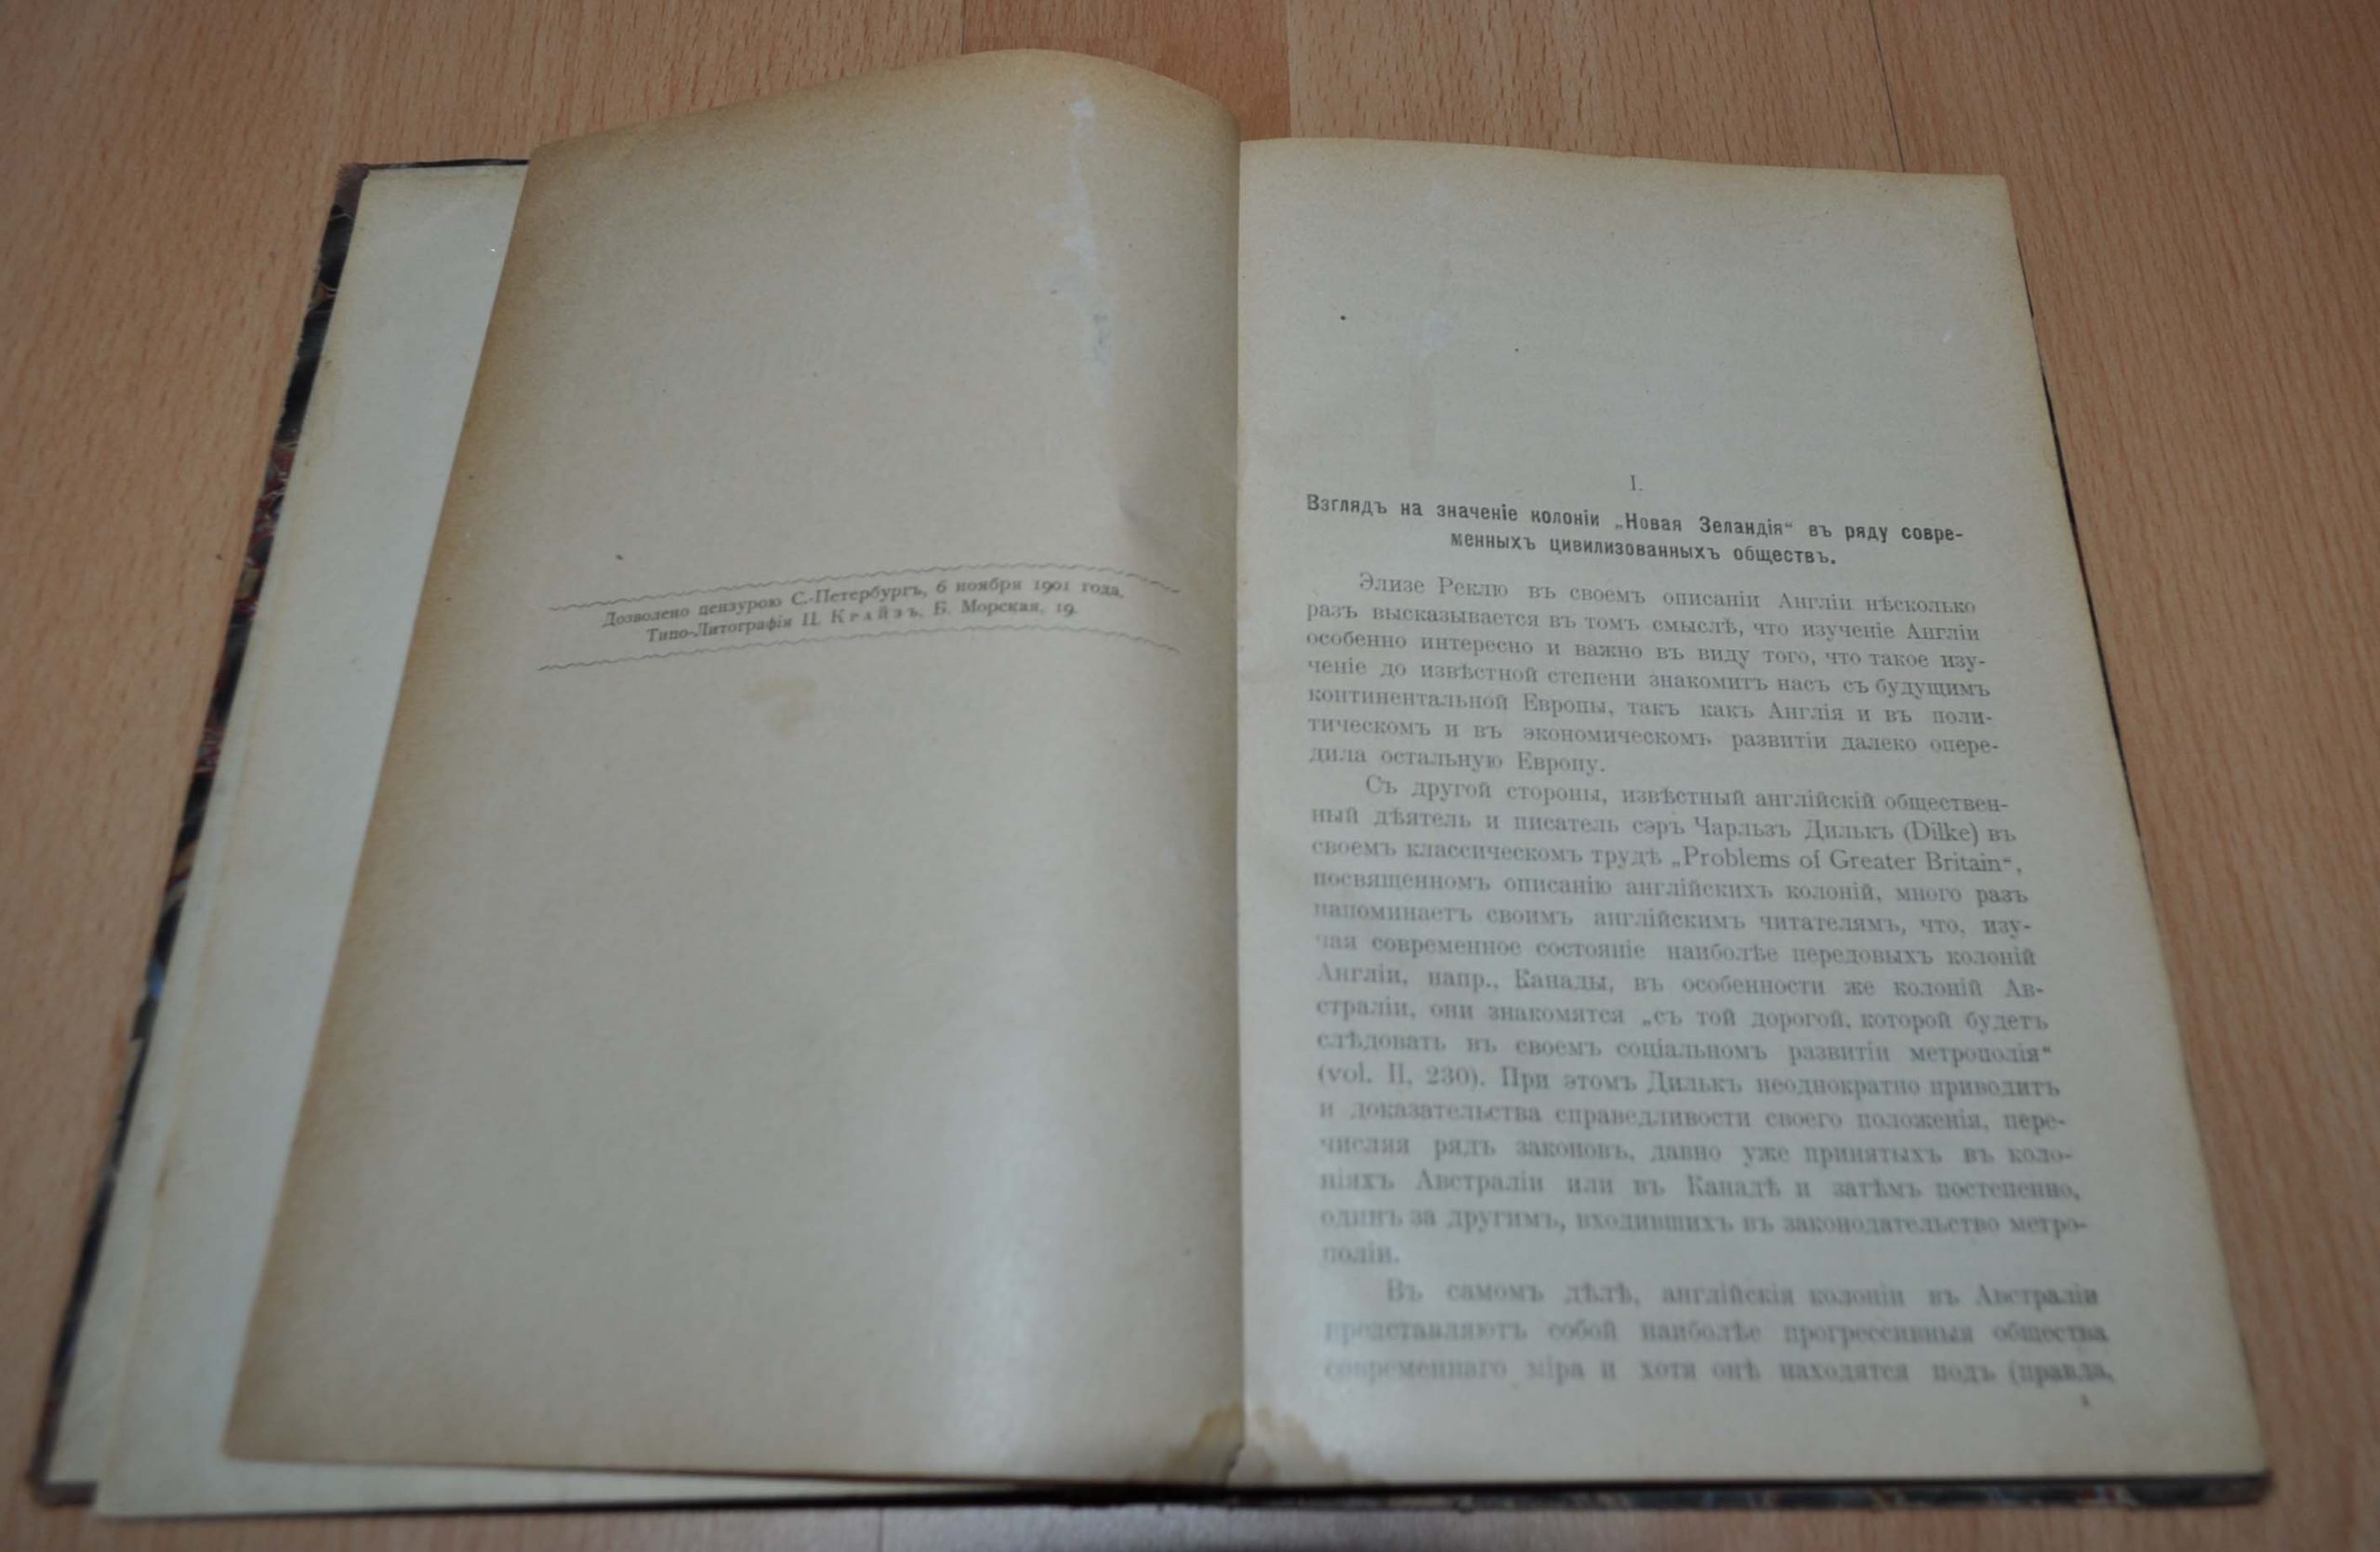 Дозволено цензурою С.-Петербургъ, 6 ноября 1901 года.
Типо-Литографія Ц. Крайзъ, Б. Морская, 19.
I.
Взглядъ на значеніе колоніи „Новая Зеландія“ въ ряду совре-
менныхъ цивилизованныхъ обществъ.
Элизе Реклю въ своемъ описаніи Англіи нѣсколько
разъ высказывается въ томъ смыслѣ, что изученіе Англіи
особенно интересно и важно въ виду того, что такое изу-
ченіе до извѣстной степени знакомитъ насъ съ будущимъ
континентальной Европы, такъ какъ Англія и въ поли-
тическомъ и въ экономическомъ развитіи далеко опере-
дила остальную Европу.
Съ другой стороны, извѣстный англійскій обществен-
ный дѣятель и писатель сэръ Чарльзъ Дилькъ (Dilke) въ
своемъ классическомъ трудѣ „Problems of Greater Britain“,
посвященномъ описанію англійскихъ колоній, много разъ
напоминаетъ своимъ англійскимъ читателямъ, что, изу-
чая современное состояніе наиболѣе передовыхъ колоній
Англіи, напр., Канады, въ особенности же колоній Ав-
страліи, они знакомятся „съ той дорогой, которой будетъ
слѣдовать въ своемъ соціальномъ развитіи метрополія“
(vol. II, 230). При этомъ Дилькъ неоднократно приводитъ
и доказательства справедливости своего положенія, пере-
числяя рядъ законовъ, давно уже принятыхъ въ коло-
ніяхъ Австраліи или въ Канадѣ и затѣмъ постепенно,
одинъ за другимъ, входившихъ въ законодательство метро-
поліи.
Въ самомъ дѣлѣ, англійскія колоніи въ Австраліи
представляютъ собой наиболѣе прогрессивныя общества
современнаго міра и хотя онѣ находятся подъ (правда,